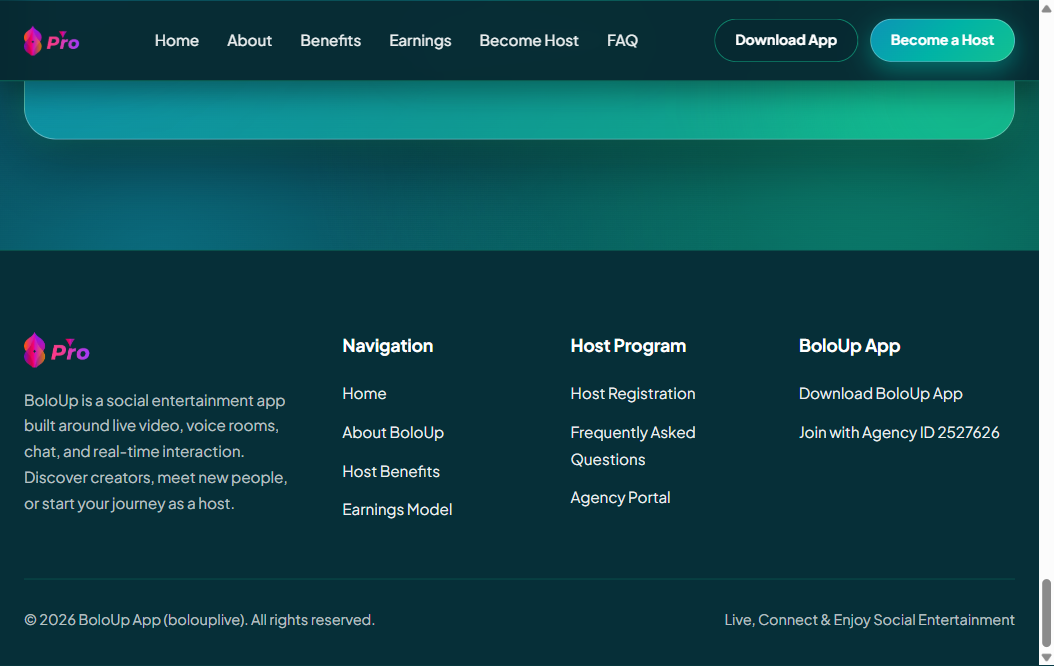 Pro
Home
About
Benefits
Earnings
Become Host
FAQ
Download App
Become a Host
Pro
BoloUp is a social entertainment app
built around live video, voice rooms,
chat, and real-time interaction.
Discover creators, meet new people,
or start your journey as a host.
Navigation
Home
About BoloUp
Host Benefits
Earnings Model
Host Program
Host Registration
Frequently Asked
Questions
Agency Portal
BoloUp App
Download BoloUp App
Join with Agency ID 2527626
© 2026 BoloUp App (bolouplive). All rights reserved.
Live, Connect & Enjoy Social Entertainment